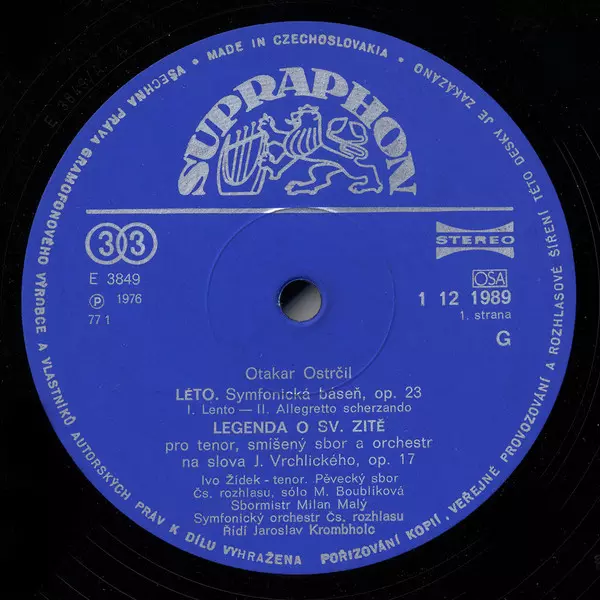 MADE IN CZECHOSLOVAKIA •
VŠECHNA PRÁVA GRAMOFONOVÉHO VÝROBCE A VLASTNÍKŮ AUTORSKÝCH PRÁV K DÍLU VYHRAŽENA
POŘIZOVÁNÍ KOPIÍ, VEŘEJNÉ PROVOZOVÁNÍ A ROZHLASOVÉ ŠÍŘENÍ TÉTO DESKY JE ZAKÁZÁNO
SUPRAPHON
33
STEREO
E 3849
OSA
Ⓟ 1976
1 12 1989
77 1
1. strana
G
Otakar Ostrčil
LÉTO. Symfonická báseň, op. 23
I. Lento — II. Allegretto scherzando
LEGENDA O SV. ZITĚ
pro tenor, smíšený sbor a orchestr
na slova J. Vrchlického, op. 17
Ivo Žídek - tenor. Pěvecký sbor
Čs. rozhlasu, sólo M. Boublíková
Sbormistr Milan Malý
Symfonický orchestr Čs. rozhlasu
Řídí Jaroslav Krombholc